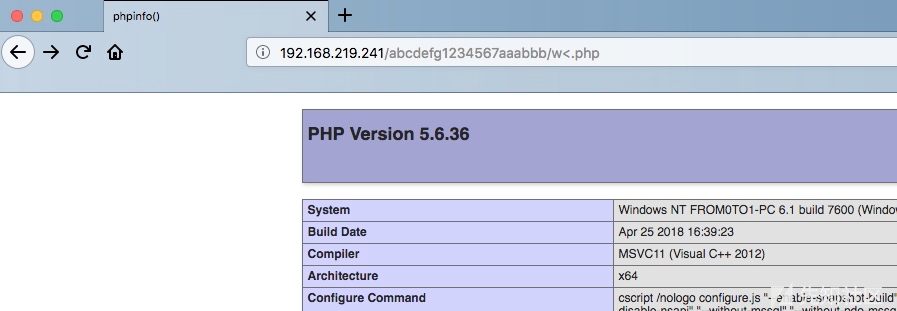 phpinfo()
192.168.219.241/abcdefg1234567aaabbb/w<.php
PHP Version 5.6.36
System Windows NT FROM0TO1-PC 6.1 build 7600 (Windo
Build Date Apr 25 2018 16:39:23
Compiler MSVC11 (Visual C++ 2012)
Architecture x64
Configure Command cscript /nologo configure.js "--enable-snapshot-build"